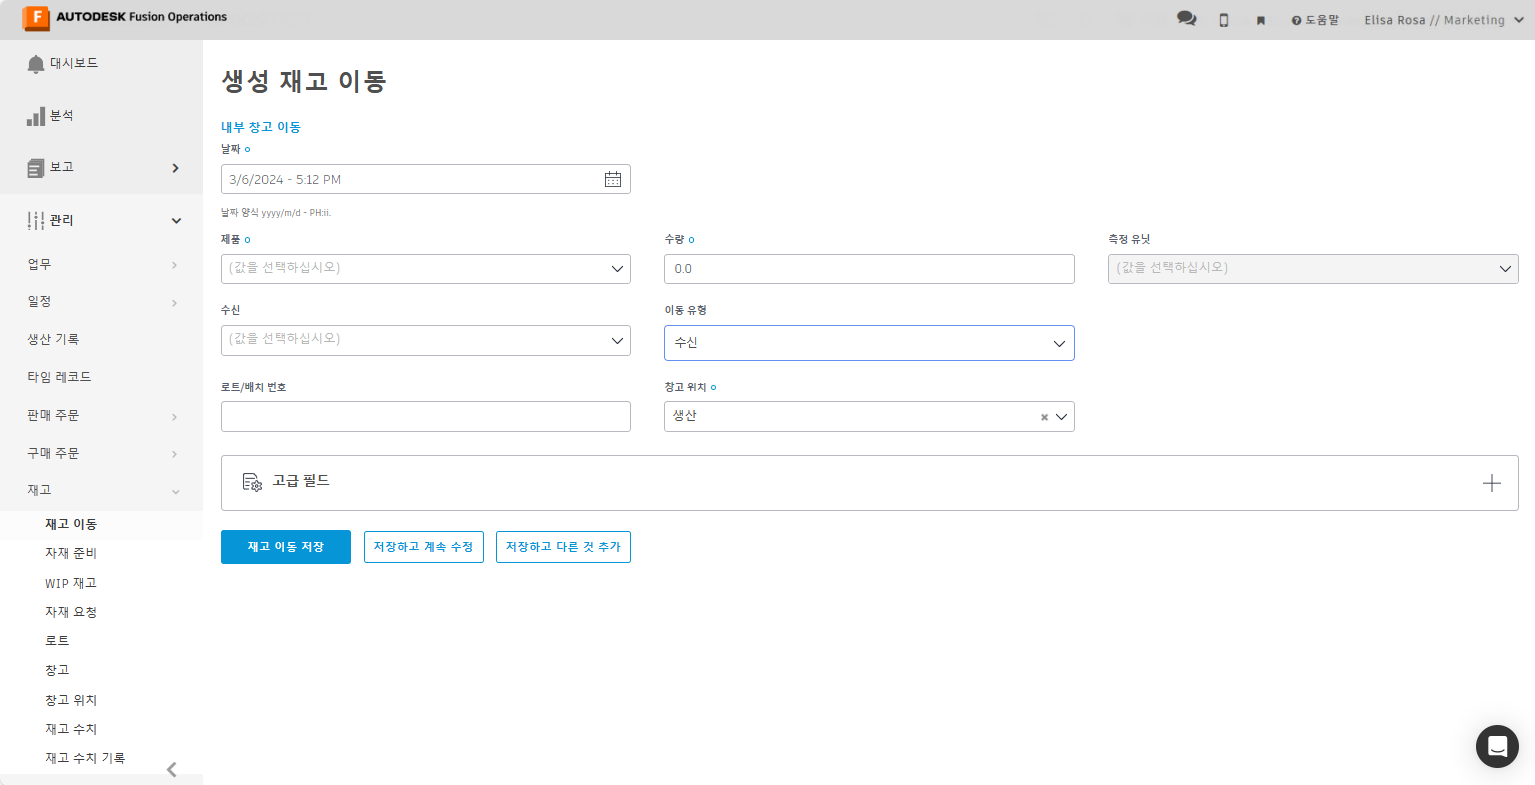 AUTODESK Fusion Operations
도움말
Elisa Rosa // Marketing
대시보드
분석
보고
관리
업무
일정
생산 기록
타임 레코드
판매 주문
구매 주문
재고
재고 이동
자재 준비
WIP 재고
자재 요청
로트
창고
창고 위치
재고 수치
재고 수치 기록
생성 재고 이동
내부 창고 이동
날짜
3/6/2024 - 5:12 PM
날짜 양식 yyyy/m/d - PH:ii.
제품
수량
측정 유닛
(값을 선택하십시오)
0.0
(값을 선택하십시오)
수신
이동 유형
(값을 선택하십시오)
수신
로트/배치 번호
창고 위치
생산
고급 필드
재고 이동 저장
저장하고 계속 수정
저장하고 다른 것 추가